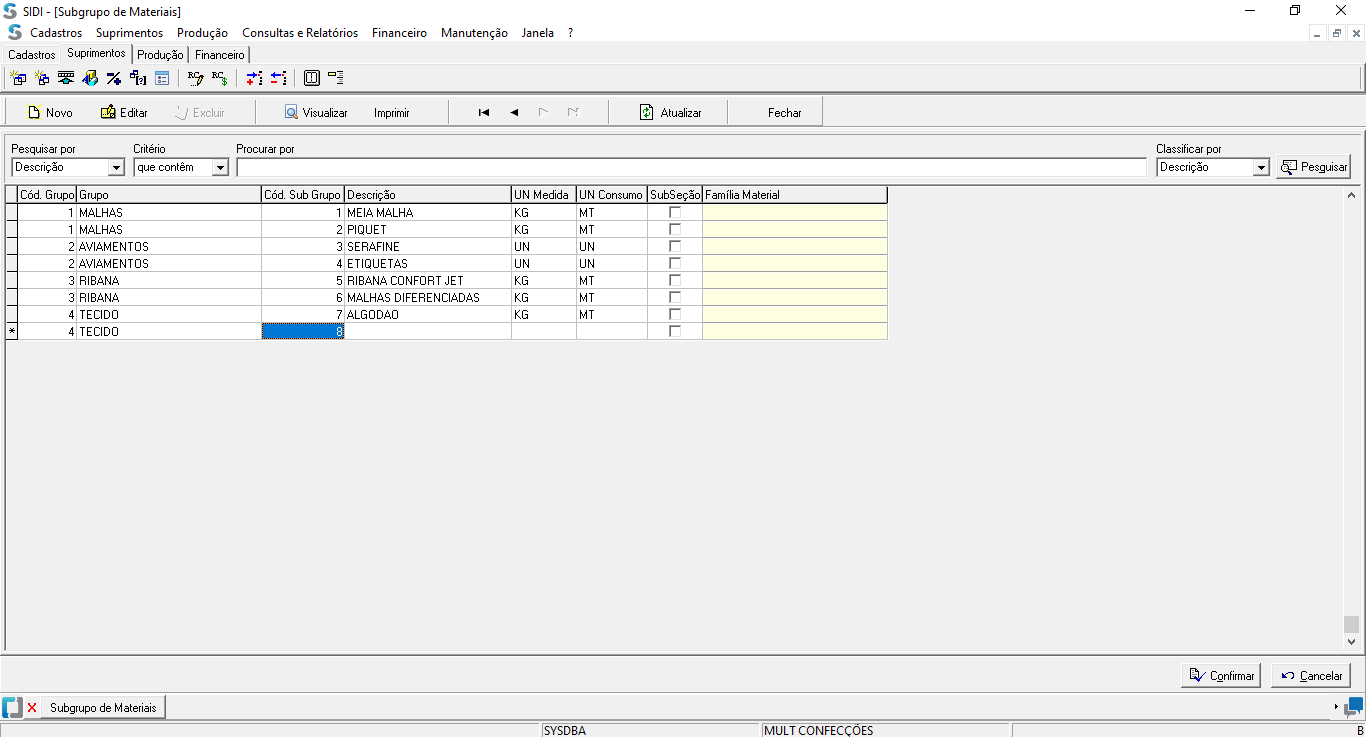 SIDI - [Subgrupo de Materiais]
Cadastros Suprimentos Produção Consultas e Relatórios Financeiro Manutenção Janela ?
Cadastros Suprimentos Produção Financeiro
Novo Editar Excluir Visualizar Imprimir Atualizar Fechar
Pesquisar por Critério Procurar por Classificar por
Descrição que contêm Descrição Pesquisar
Cód. Grupo Grupo Cód. Sub Grupo Descrição UN Medida UN Consumo SubSeção Família Material
1 MALHAS 1 MEIA MALHA KG MT
1 MALHAS 2 PIQUET KG MT
2 AVIAMENTOS 3 SERAFINE UN UN
2 AVIAMENTOS 4 ETIQUETAS UN UN
3 RIBANA 5 RIBANA CONFORT JET KG MT
3 RIBANA 6 MALHAS DIFERENCIADAS KG MT
4 TECIDO 7 ALGODAO KG MT
* 4 TECIDO 8
Confirmar Cancelar
Subgrupo de Materiais
SYSDBA MULT CONFECÇÕES B